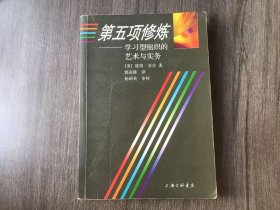 第五项修炼
学习型组织的
艺术与实务
〔美〕彼得·圣吉 著
郭进隆 译
杨硕英 审校
上海三联书店